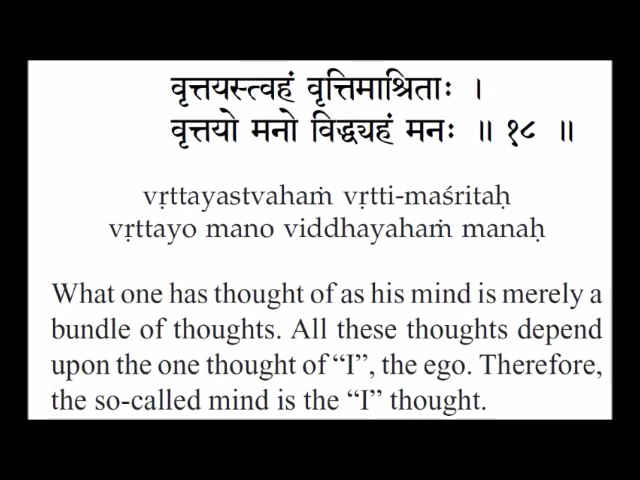 वृत्तयस्त्वहं वृत्तिमाश्रिताः ।
वृत्तयो मनो विद्ध्यहं मनः ॥ १८ ॥
vṛttayastvahaṁ vṛtti-maśritaḥ
vṛttayo mano viddhayahaṁ manaḥ
What one has thought of as his mind is merely a
bundle of thoughts. All these thoughts depend
upon the one thought of “I”, the ego. Therefore,
the so-called mind is the “I” thought.